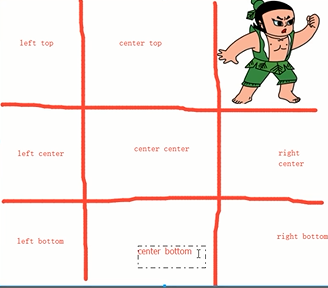 left top
center top
left center
center center
right
center
left bottom
center bottom
right bottom